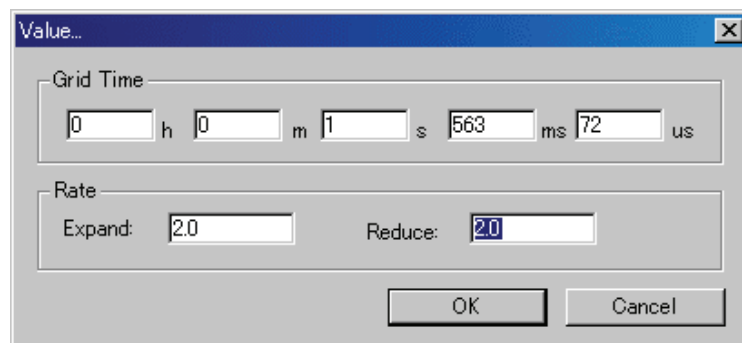 Value...
Grid Time
0 h 0 m 1 s 563 ms 72 us
Rate
Expand: 2.0 Reduce: 2.0
OK Cancel